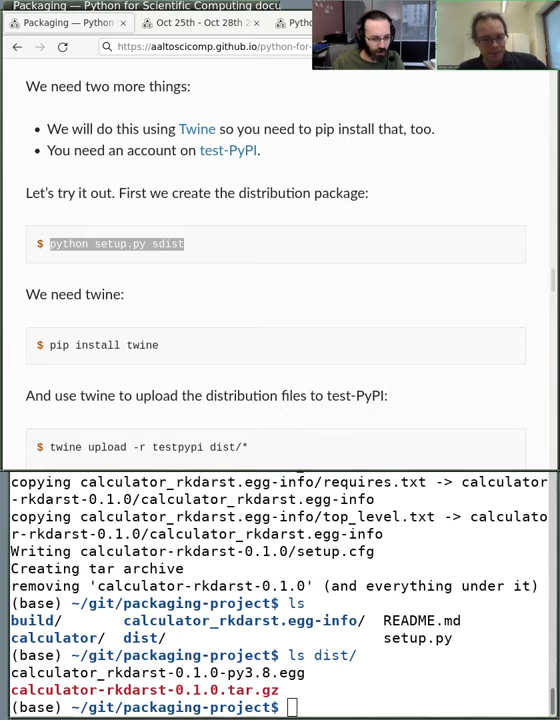 Packaging — Python for Scientific Computing docu
Packaging — Python f
Oct 25th - Oct 28th 2
Pytho
https://aaltoscicomp.github.io/python-for-
We need two more things:
• We will do this using Twine so you need to pip install that, too.
• You need an account on test-PyPI.
Let's try it out. First we create the distribution package:
$ python setup.py sdist
We need twine:
$ pip install twine
And use twine to upload the distribution files to test-PyPI:
$ twine upload -r testpypi dist/*
copying calculator_rkdarst.egg-info/requires.txt -> calculator
-rkdarst-0.1.0/calculator_rkdarst.egg-info
copying calculator_rkdarst.egg-info/top_level.txt -> calculato
r-rkdarst-0.1.0/calculator_rkdarst.egg-info
Writing calculator-rkdarst-0.1.0/setup.cfg
Creating tar archive
removing 'calculator-rkdarst-0.1.0' (and everything under it)
(base) ~/git/packaging-project$ ls
build/ calculator_rkdarst.egg-info/ README.md
calculator/ dist/ setup.py
(base) ~/git/packaging-project$ ls dist/
calculator_rkdarst-0.1.0-py3.8.egg
calculator-rkdarst-0.1.0.tar.gz
(base) ~/git/packaging-project$